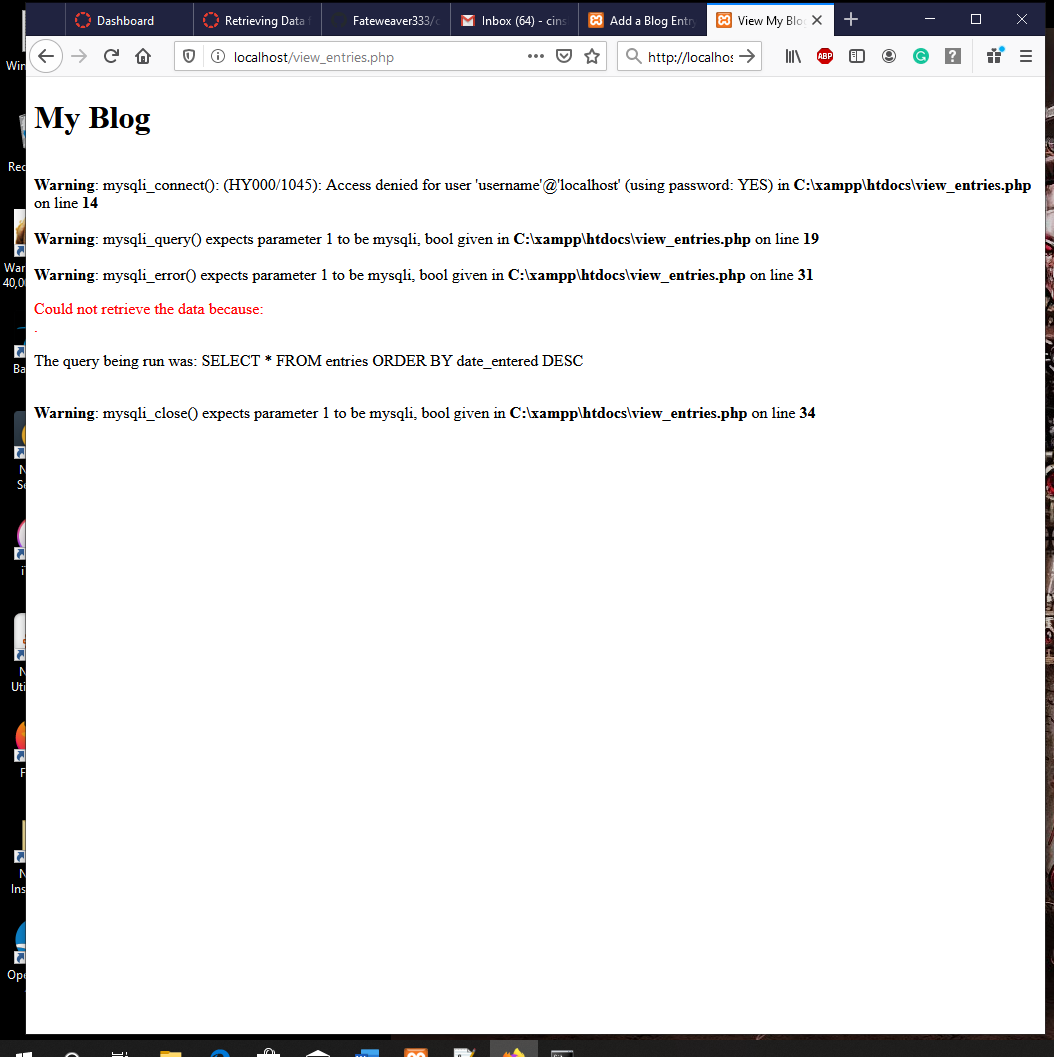 Dashboard
Retrieving Data f
Fateweaver333/c
Inbox (64) - cins
Add a Blog Entry
View My Blo
localhost/view_entries.php
http://localhos
ABP
My Blog
Warning: mysqli_connect(): (HY000/1045): Access denied for user 'username'@'localhost' (using password: YES) in C:\xampp\htdocs\view_entries.php
on line 14
Warning: mysqli_query() expects parameter 1 to be mysqli, bool given in C:\xampp\htdocs\view_entries.php on line 19
Warning: mysqli_error() expects parameter 1 to be mysqli, bool given in C:\xampp\htdocs\view_entries.php on line 31
Could not retrieve the data because:
.
The query being run was: SELECT * FROM entries ORDER BY date_entered DESC
Warning: mysqli_close() expects parameter 1 to be mysqli, bool given in C:\xampp\htdocs\view_entries.php on line 34
Win
Rec
War
40,0
Ba
N
Se
i
N
Uti
F
N
Ins
Ope